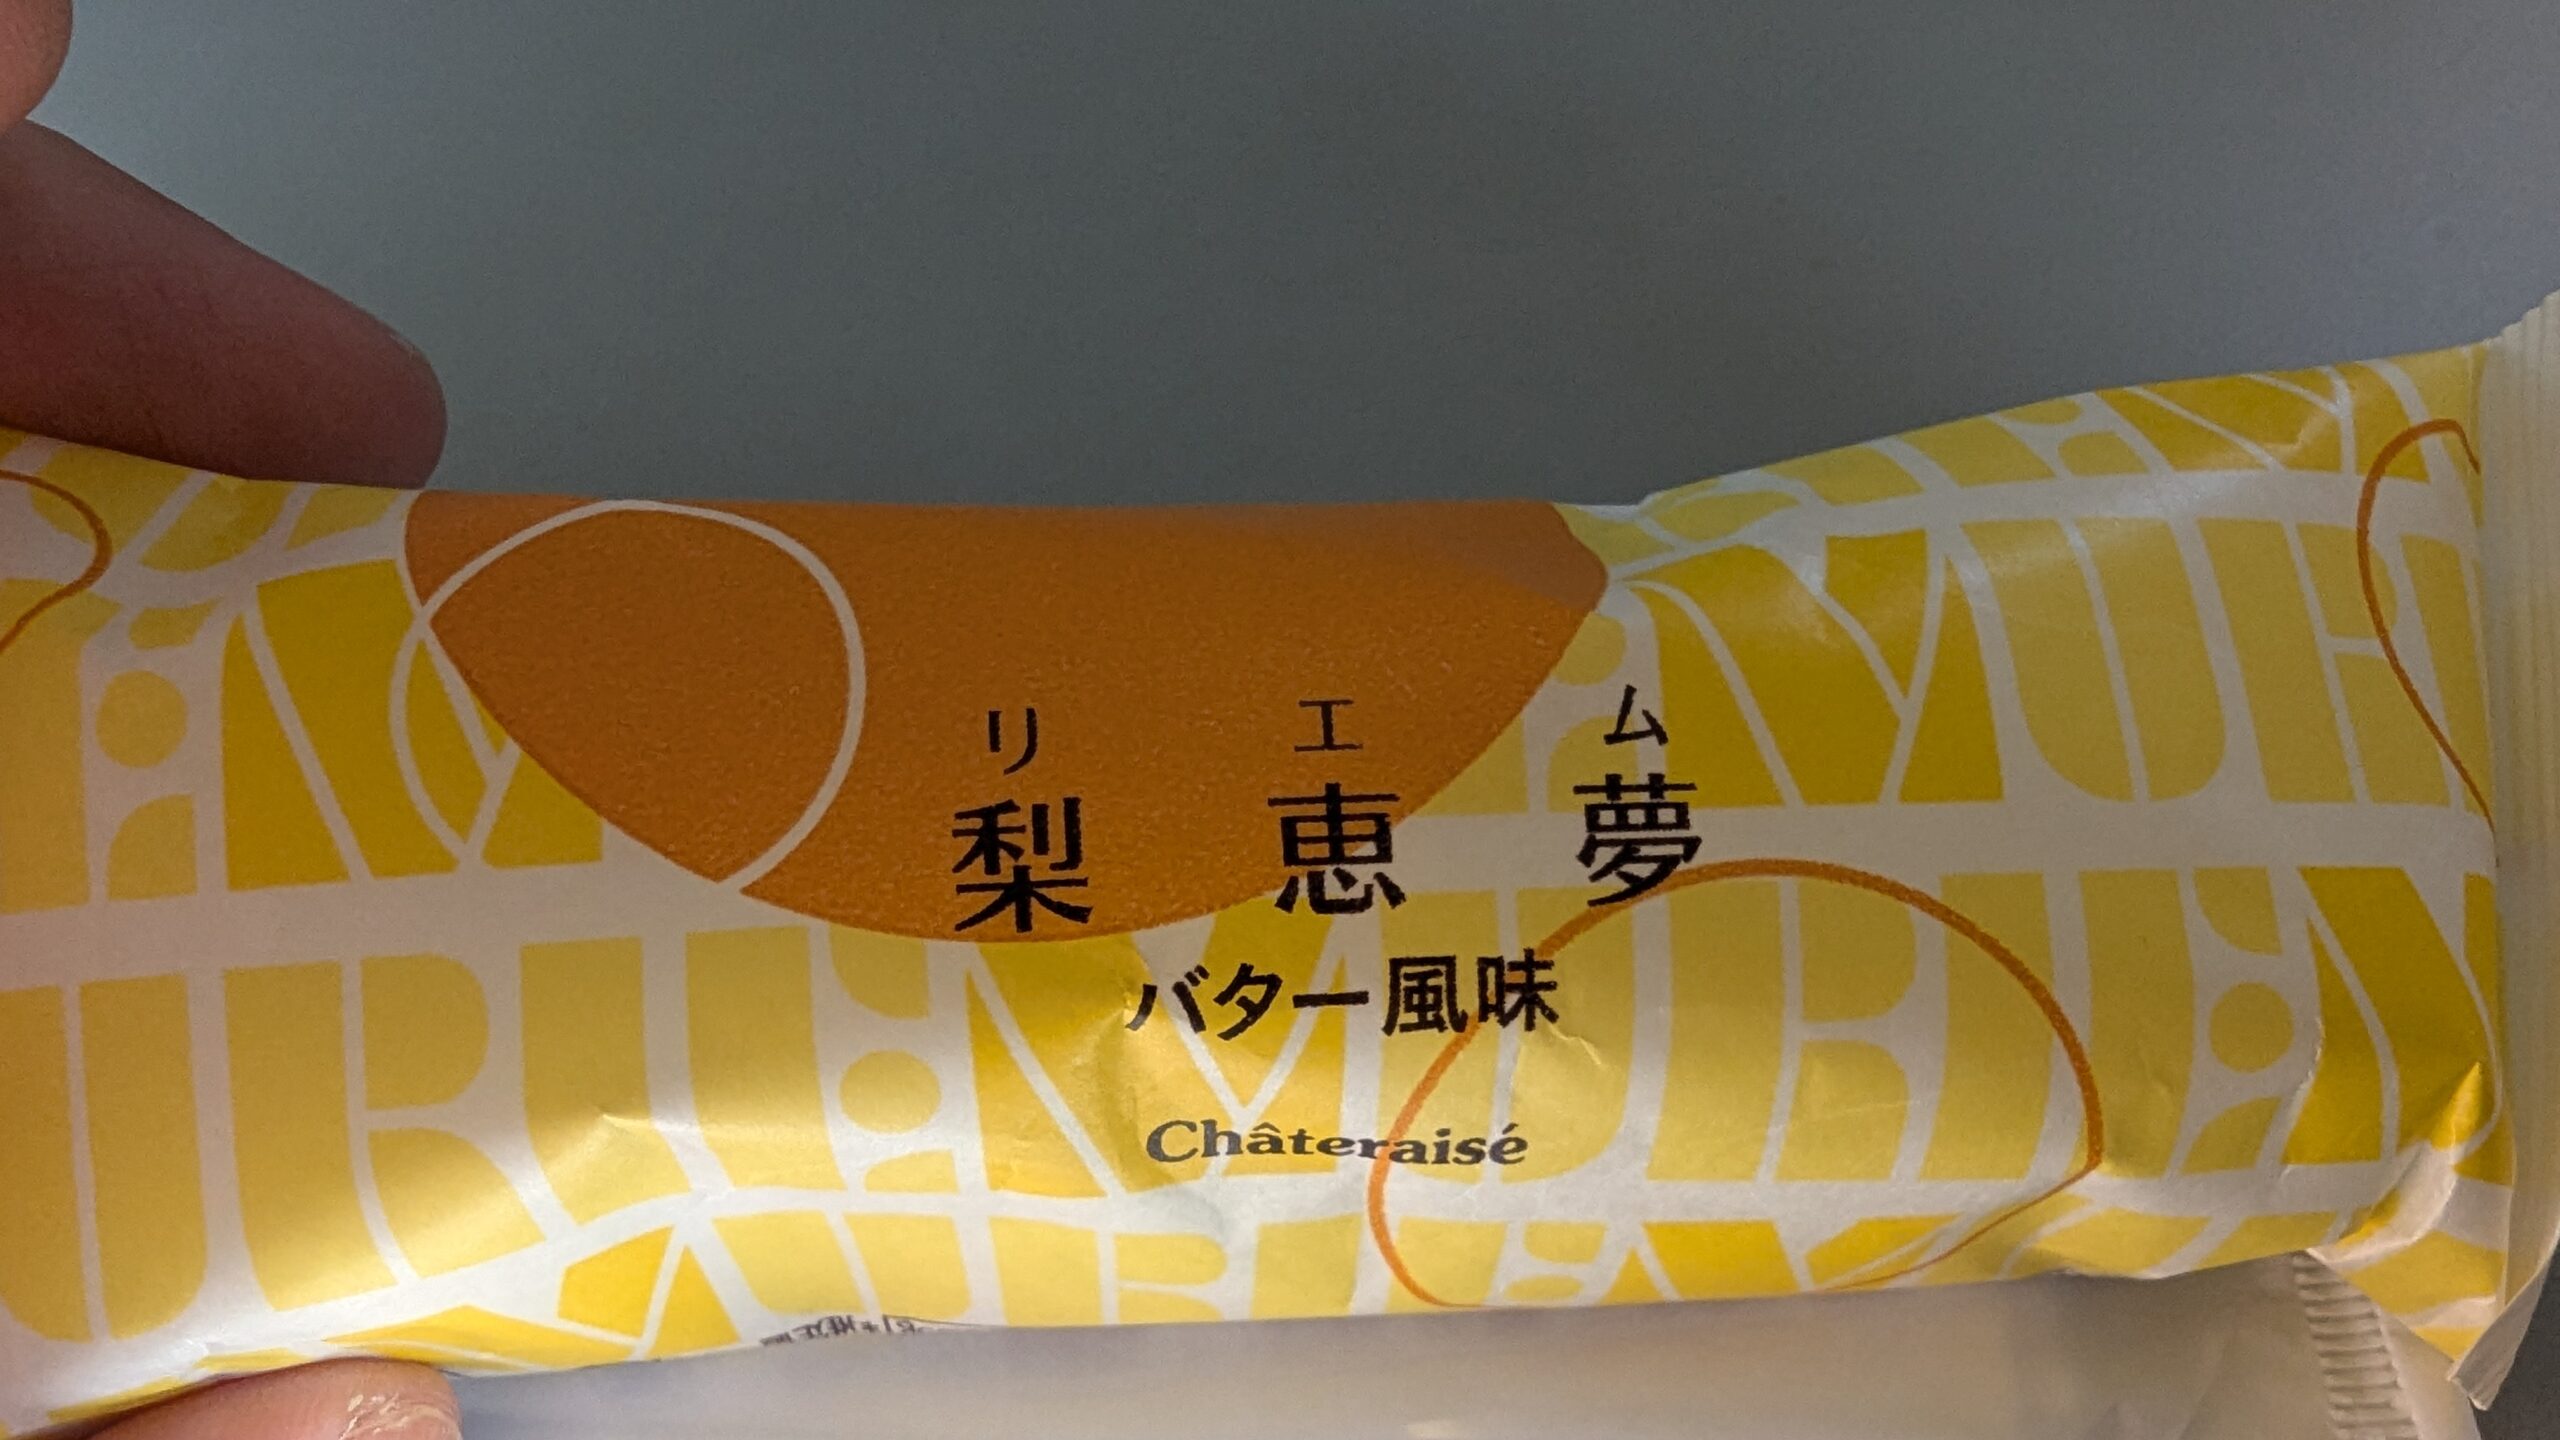 リ エ ム
梨 恵 夢
バター風味
Châteraisé